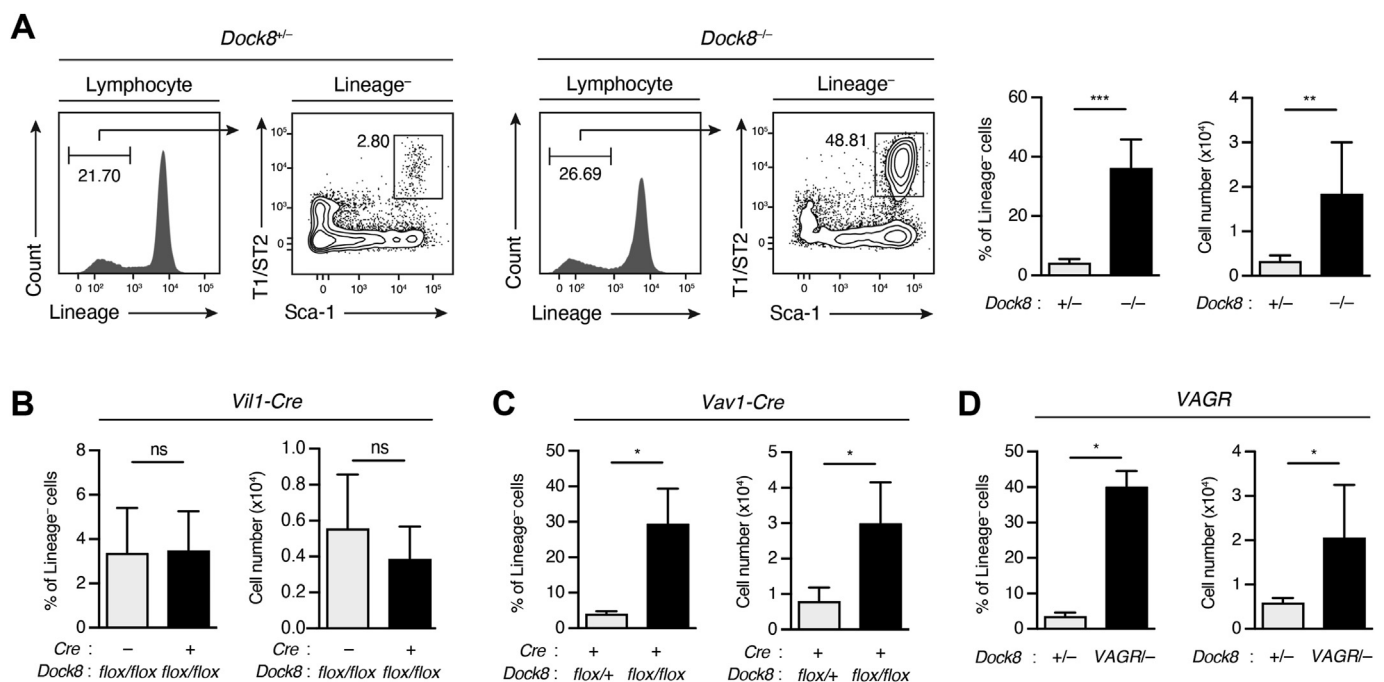 A
Dock8+/–
Lymphocyte
Lineage–
Count
21.70
0 10² 10³ 10⁴ 10⁵
Lineage
T1/ST2
10⁵
10⁴
10³
0
2.80
0 10³ 10⁴ 10⁵
Sca-1
Dock8–/–
Lymphocyte
Lineage–
Count
26.69
0 10² 10³ 10⁴ 10⁵
Lineage
T1/ST2
10⁵
10⁴
10³
0
48.81
0 10³ 10⁴ 10⁵
Sca-1
% of Lineage– cells
60
40
20
0
***
Dock8 : +/– –/–
Cell number (x10⁴)
4
3
2
1
0
**
Dock8 : +/– –/–
B
Vil1-Cre
% of Lineage– cells
8
6
4
2
0
ns
Cre : – +
Dock8 : flox/flox flox/flox
Cell number (x10⁴)
1.0
0.8
0.6
0.4
0.2
0.0
ns
Cre : – +
Dock8 : flox/flox flox/flox
C
Vav1-Cre
% of Lineage– cells
50
40
30
20
10
0
*
Cre : + +
Dock8 : flox/+ flox/flox
Cell number (x10⁴)
5
4
3
2
1
0
*
Cre : + +
Dock8 : flox/+ flox/flox
D
VAGR
% of Lineage– cells
50
40
30
20
10
0
*
Dock8 : +/– VAGR/–
Cell number (x10⁴)
4
3
2
1
0
*
Dock8 : +/– VAGR/–